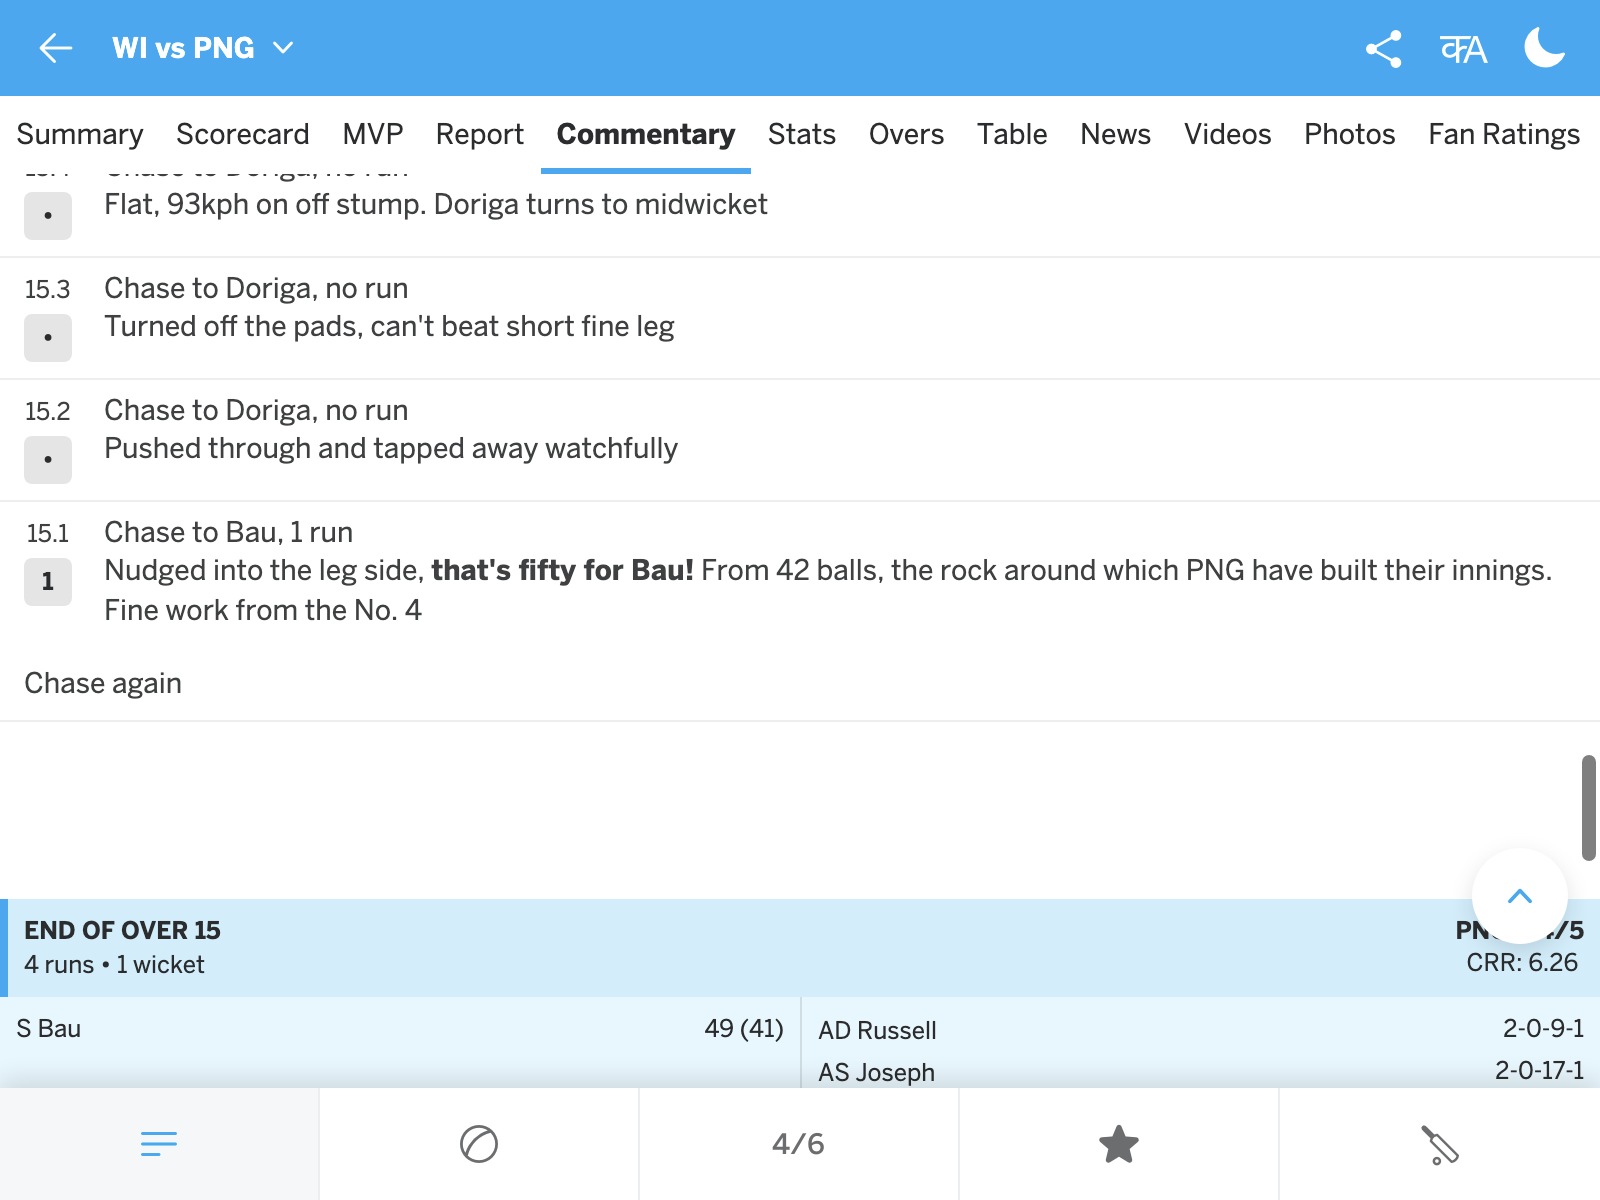 WI vs PNG
Summary Scorecard MVP Report Commentary Stats Overs Table News Videos Photos Fan Ratings
Chase to Doriga, no run
Flat, 93kph on off stump. Doriga turns to midwicket
15.3 Chase to Doriga, no run
Turned off the pads, can't beat short fine leg
15.2 Chase to Doriga, no run
Pushed through and tapped away watchfully
15.1 Chase to Bau, 1 run
1 Nudged into the leg side, that's fifty for Bau! From 42 balls, the rock around which PNG have built their innings.
Fine work from the No. 4
Chase again
END OF OVER 15
4 runs • 1 wicket
CRR: 6.26
S Bau 49 (41)
AD Russell 2-0-9-1
AS Joseph 2-0-17-1
4/6